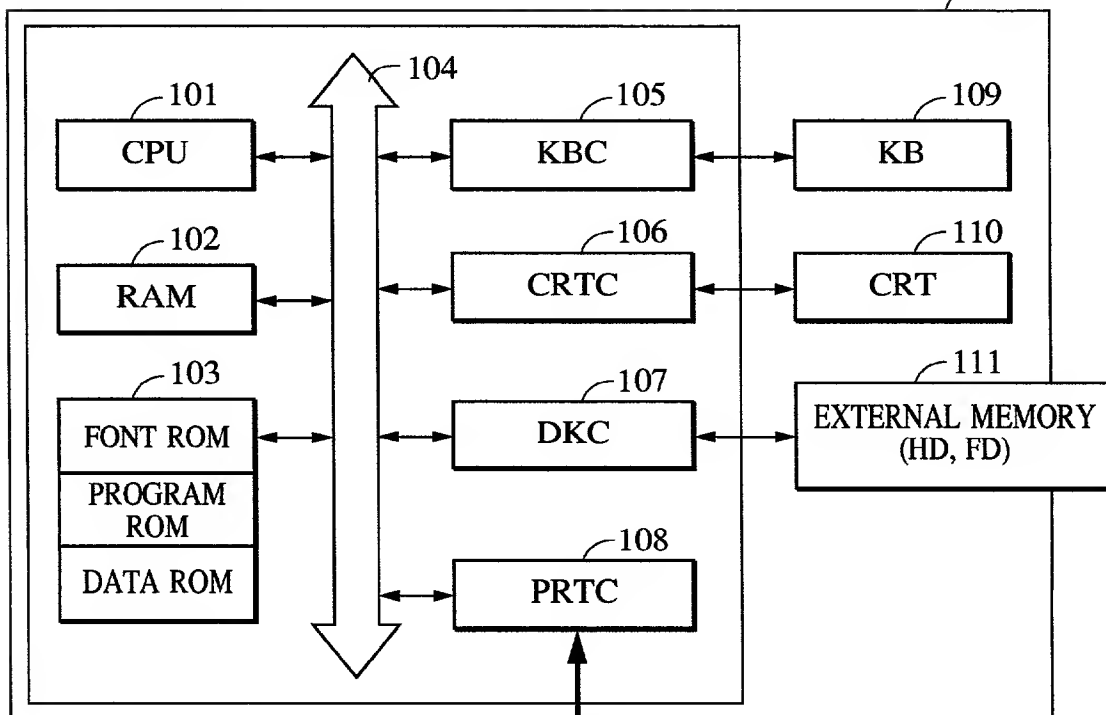 104
101
105
109
CPU
KBC
KB
102
106
110
RAM
CRTC
CRT
103
107
111
FONT ROM
DKC
EXTERNAL MEMORY
(HD, FD)
PROGRAM
ROM
108
DATA ROM
PRTC